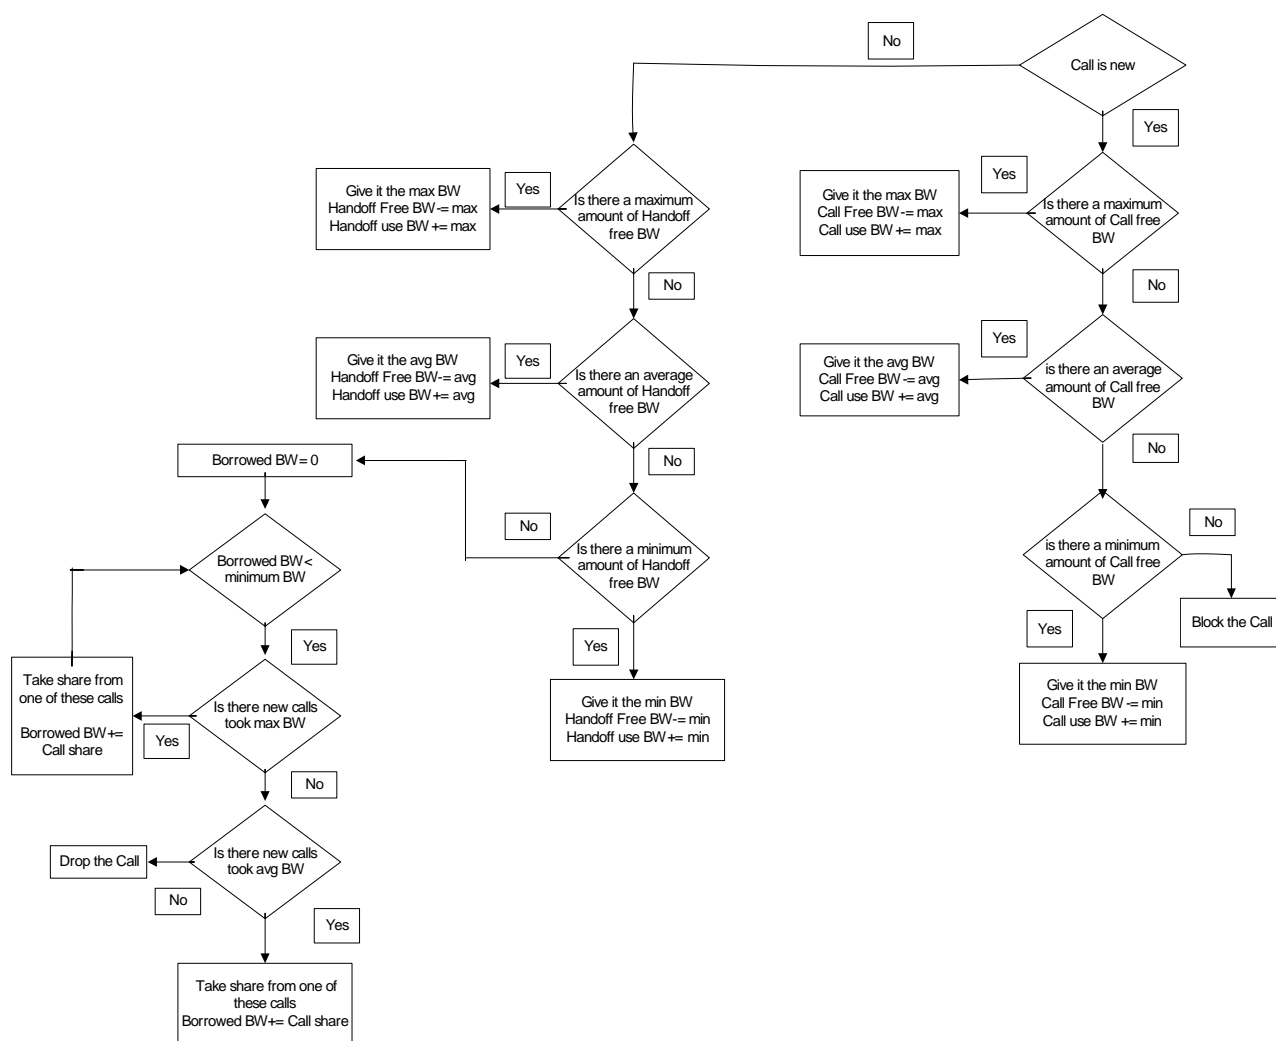 No
Call is new
Yes
Give it the max BW
Handoff Free BW-= max
Handoff use BW += max
Yes
Is there a maximum
amount of Handoff
free BW
Give it the max BW
Call Free BW -= max
Call use BW += max
Yes
Is there a maximum
amount of Call free
BW
No
No
Give it the avg BW
Handoff Free BW-= avg
Handoff use BW += avg
Yes
Is there an average
amount of Handoff
free BW
Give it the avg BW
Call Free BW -= avg
Call use BW += avg
Yes
is there an average
amount of Call free
BW
No
No
Borrowed BW = 0
No
Is there a minimum
amount of Handoff
free BW
is there a minimum
amount of Call free
BW
No
Block the Call
Borrowed BW <
minimum BW
Yes
Yes
Yes
Give it the min BW
Handoff Free BW-= min
Handoff use BW += min
Give it the min BW
Call Free BW -= min
Call use BW += min
Take share from
one of these calls
Borrowed BW+=
Call share
Yes
Is there new calls
took max BW
No
Drop the Call
No
Is there new calls
took avg BW
Yes
Take share from one of
these calls
Borrowed BW+= Call share